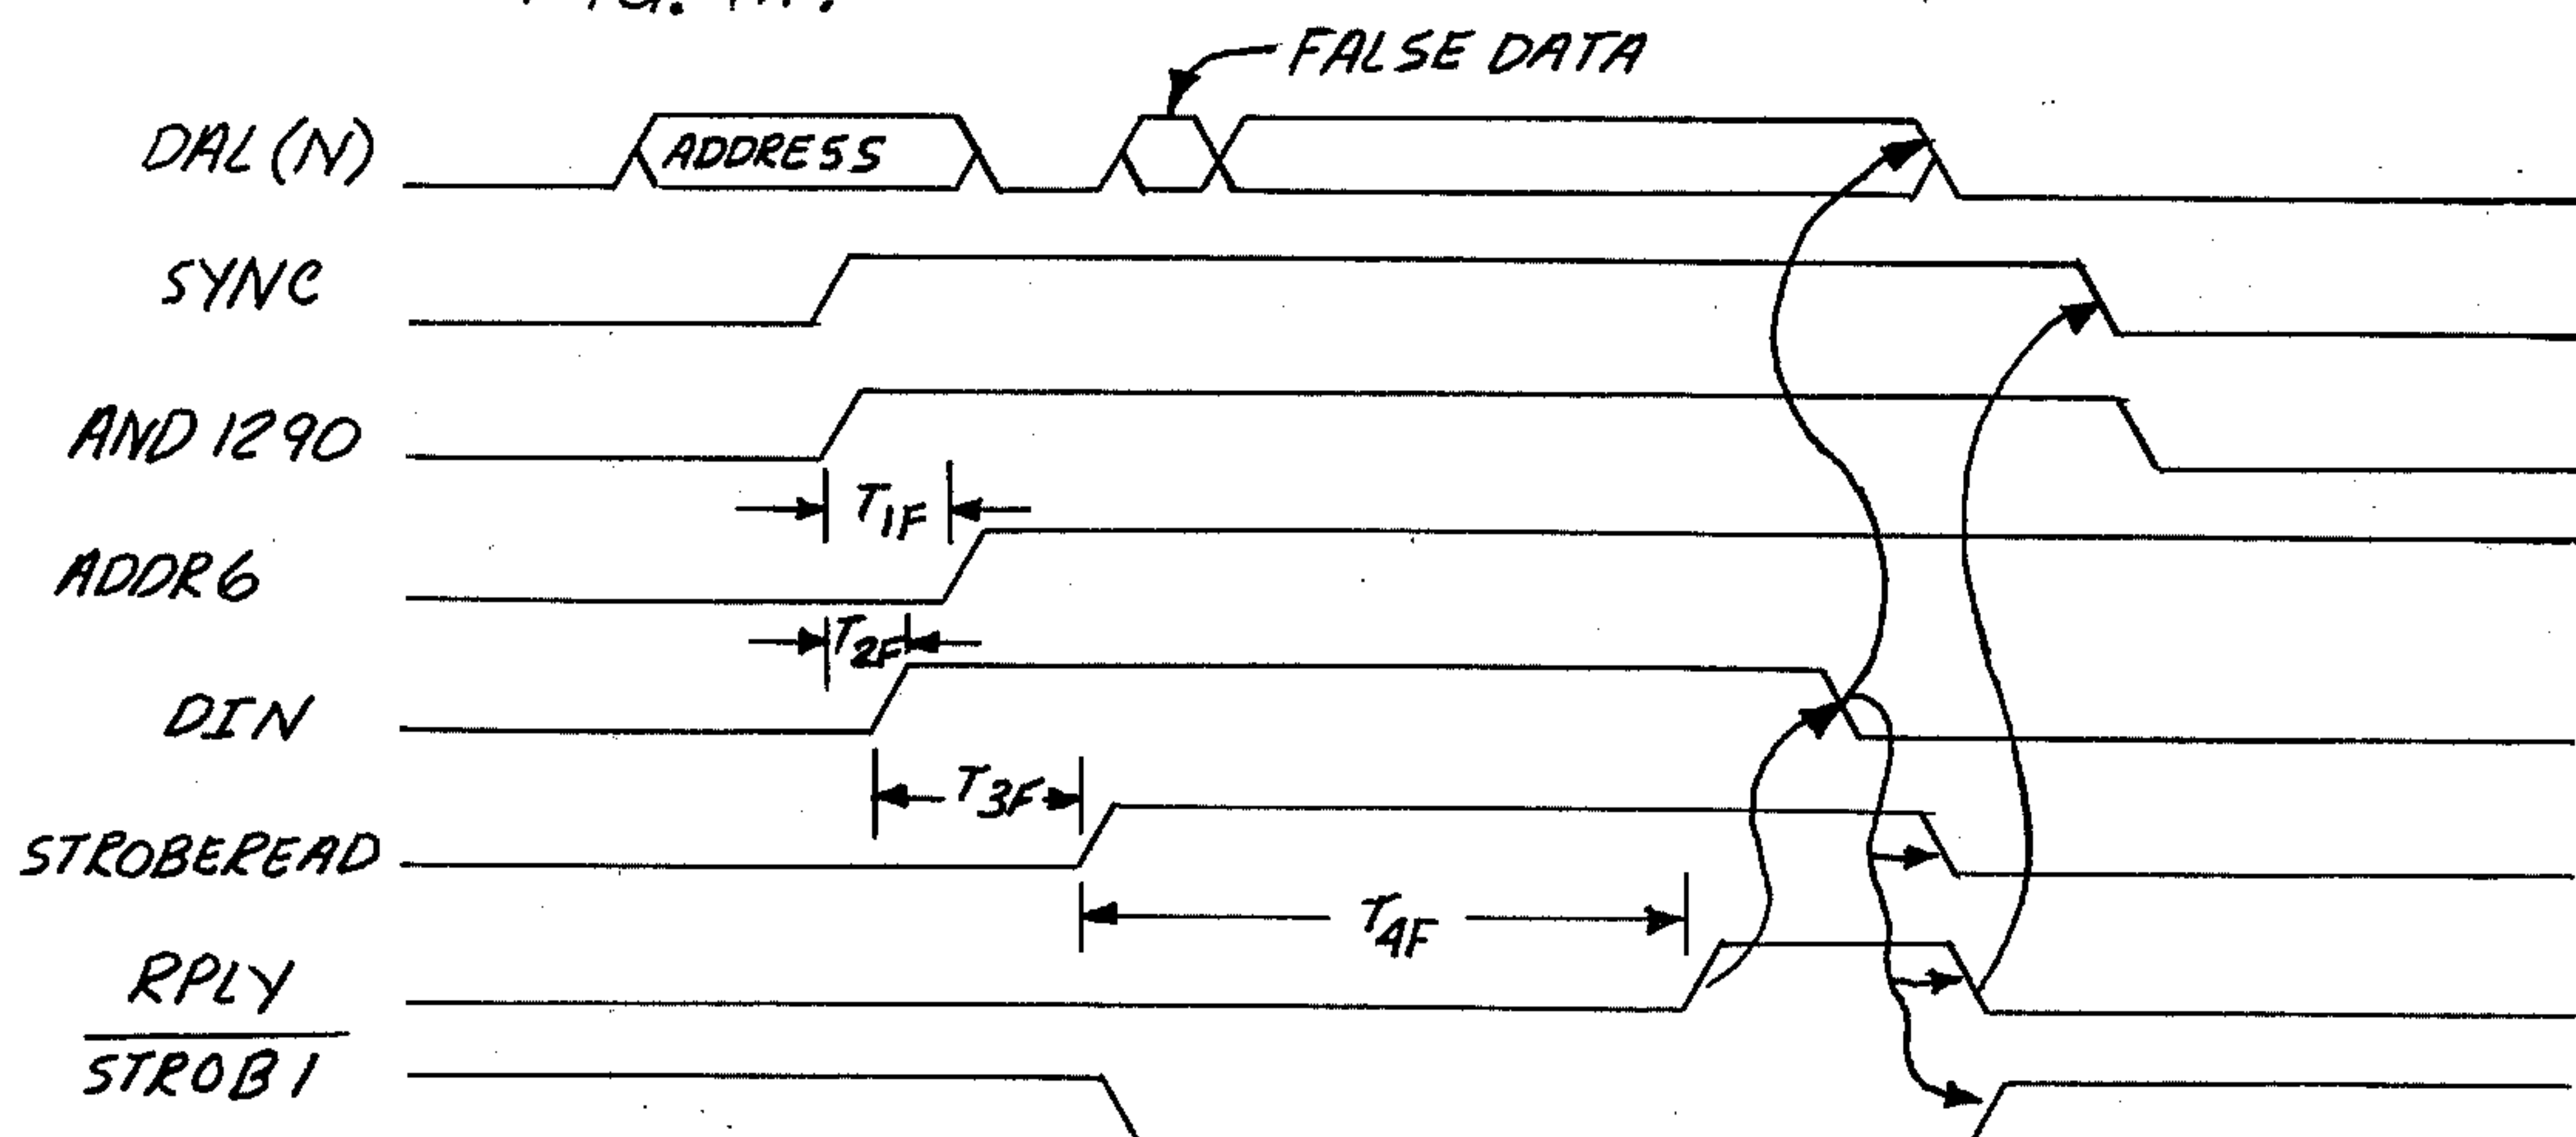 FALSE DATA
DAL(N)
ADDRESS
SYNC
AND 1290
T1F
ADDR6
T2F
DIN
T3F
STROBEREAD
T4F
RPLY
STROB1